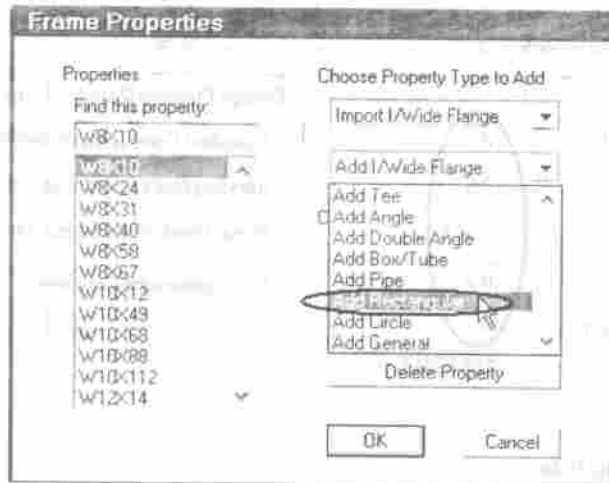 Frame Properties
Properties
Find this property:
W8X10
W8X10
W8X24
W8X31
W8X40
W8X58
W8X67
W10X12
W10X49
W10X68
W10X88
W10X112
W12X14
Choose Property Type to Add
Import I/Wide Flange
Add I/Wide Flange
Add Tee
Add Angle
Add Double Angle
Add Box/Tube
Add Pipe
Add Rectangular
Add Circle
Add General
Delete Property
OK
Cancel